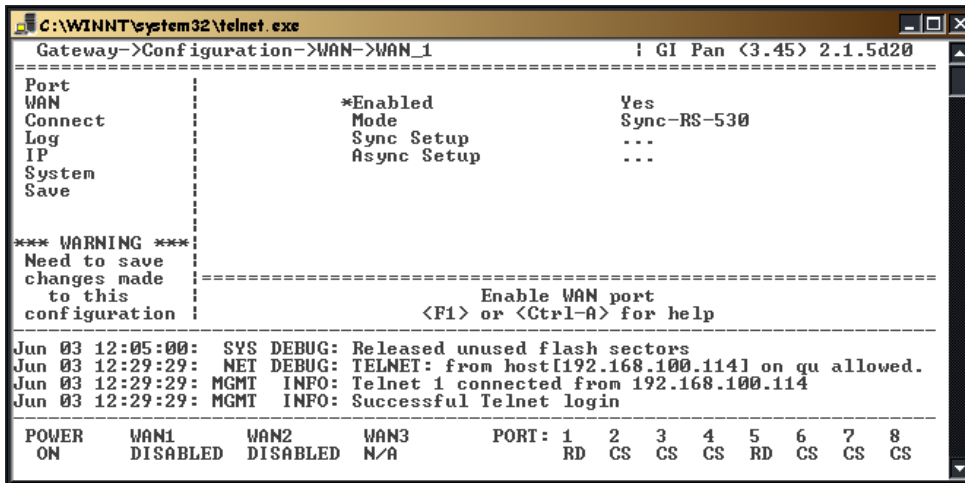 C:\WINNT\system32\telnet.exe
Gateway->Configuration->WAN->WAN_1 | GI Pan (3.45) 2.1.5d20
Port
WAN *Enabled Yes
Connect Mode Sync-RS-530
Log Sync Setup ...
IP Async Setup ...
System
Save
*** WARNING ***
Need to save
changes made
to this Enable WAN port
configuration <F1> or <Ctrl-A> for help
Jun 03 12:05:00: SYS DEBUG: Released unused flash sectors
Jun 03 12:29:29: NET DEBUG: TELNET: from host[192.168.100.114] on qu allowed.
Jun 03 12:29:29: MGMT INFO: Telnet 1 connected from 192.168.100.114
Jun 03 12:29:29: MGMT INFO: Successful Telnet login
POWER WAN1 WAN2 WAN3 PORT: 1 2 3 4 5 6 7 8
ON DISABLED DISABLED N/A RD CS CS CS RD CS CS CS